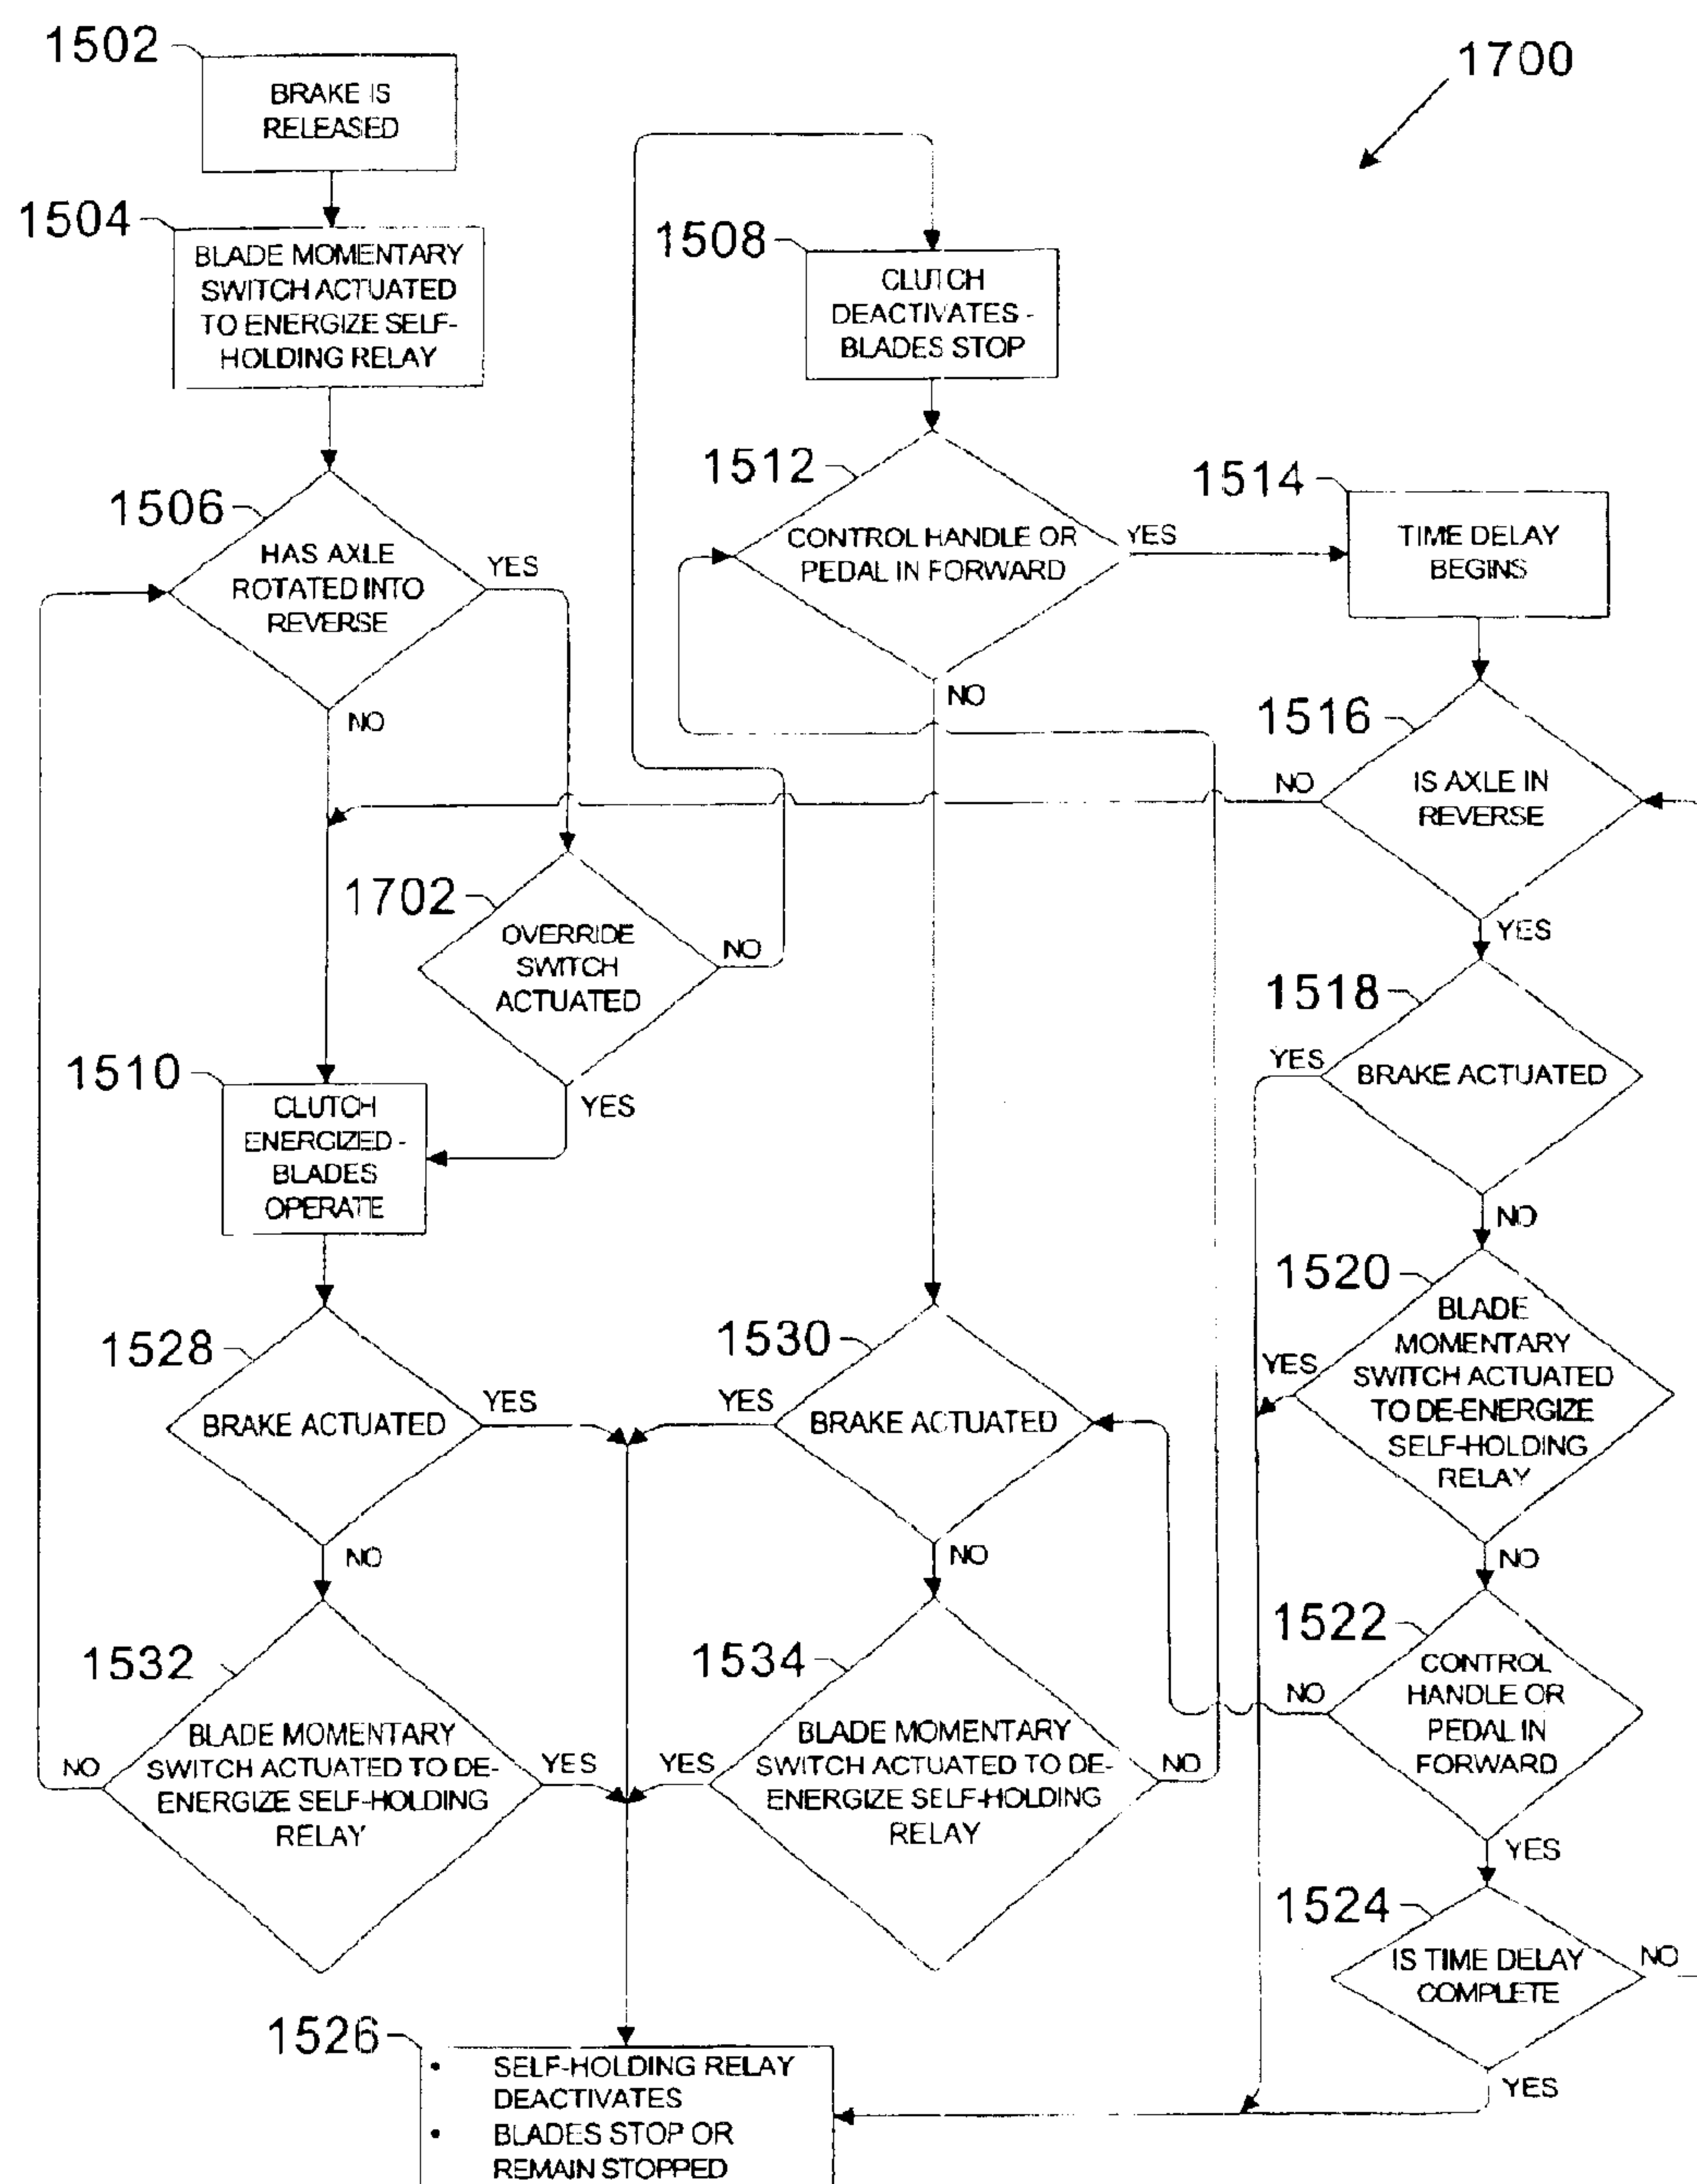 1700
1502
BRAKE IS
RELEASED
1504
BLADE MOMENTARY
SWITCH ACTUATED
TO ENERGIZE SELF-
HOLDING RELAY
1506
HAS AXLE
ROTATED INTO
REVERSE
YES
NO
1702
OVERRIDE
SWITCH
ACTUATED
NO
YES
1510
CLUTCH
ENERGIZED -
BLADES
OPERATE
1528
BRAKE ACTUATED
YES
NO
1532
BLADE MOMENTARY
SWITCH ACTUATED TO DE-
ENERGIZE SELF-HOLDING
RELAY
NO
YES
1508
CLUTCH
DEACTIVATES -
BLADES STOP
1512
CONTROL HANDLE OR
PEDAL IN FORWARD
YES
NO
1530
YES
BRAKE ACTUATED
NO
1534
BLADE MOMENTARY
SWITCH ACTUATED TO DE-
ENERGIZE SELF-HOLDING
RELAY
YES
NO
1514
TIME DELAY
BEGINS
1516
NO
IS AXLE IN
REVERSE
YES
1518
YES
BRAKE ACTUATED
NO
1520
YES
BLADE
MOMENTARY
SWITCH ACTUATED
TO DE-ENERGIZE
SELF-HOLDING
RELAY
NO
1522
NO
CONTROL
HANDLE OR
PEDAL IN
FORWARD
YES
1524
IS TIME DELAY
COMPLETE
NO
YES
1526
• SELF-HOLDING RELAY
DEACTIVATES
• BLADES STOP OR
REMAIN STOPPED